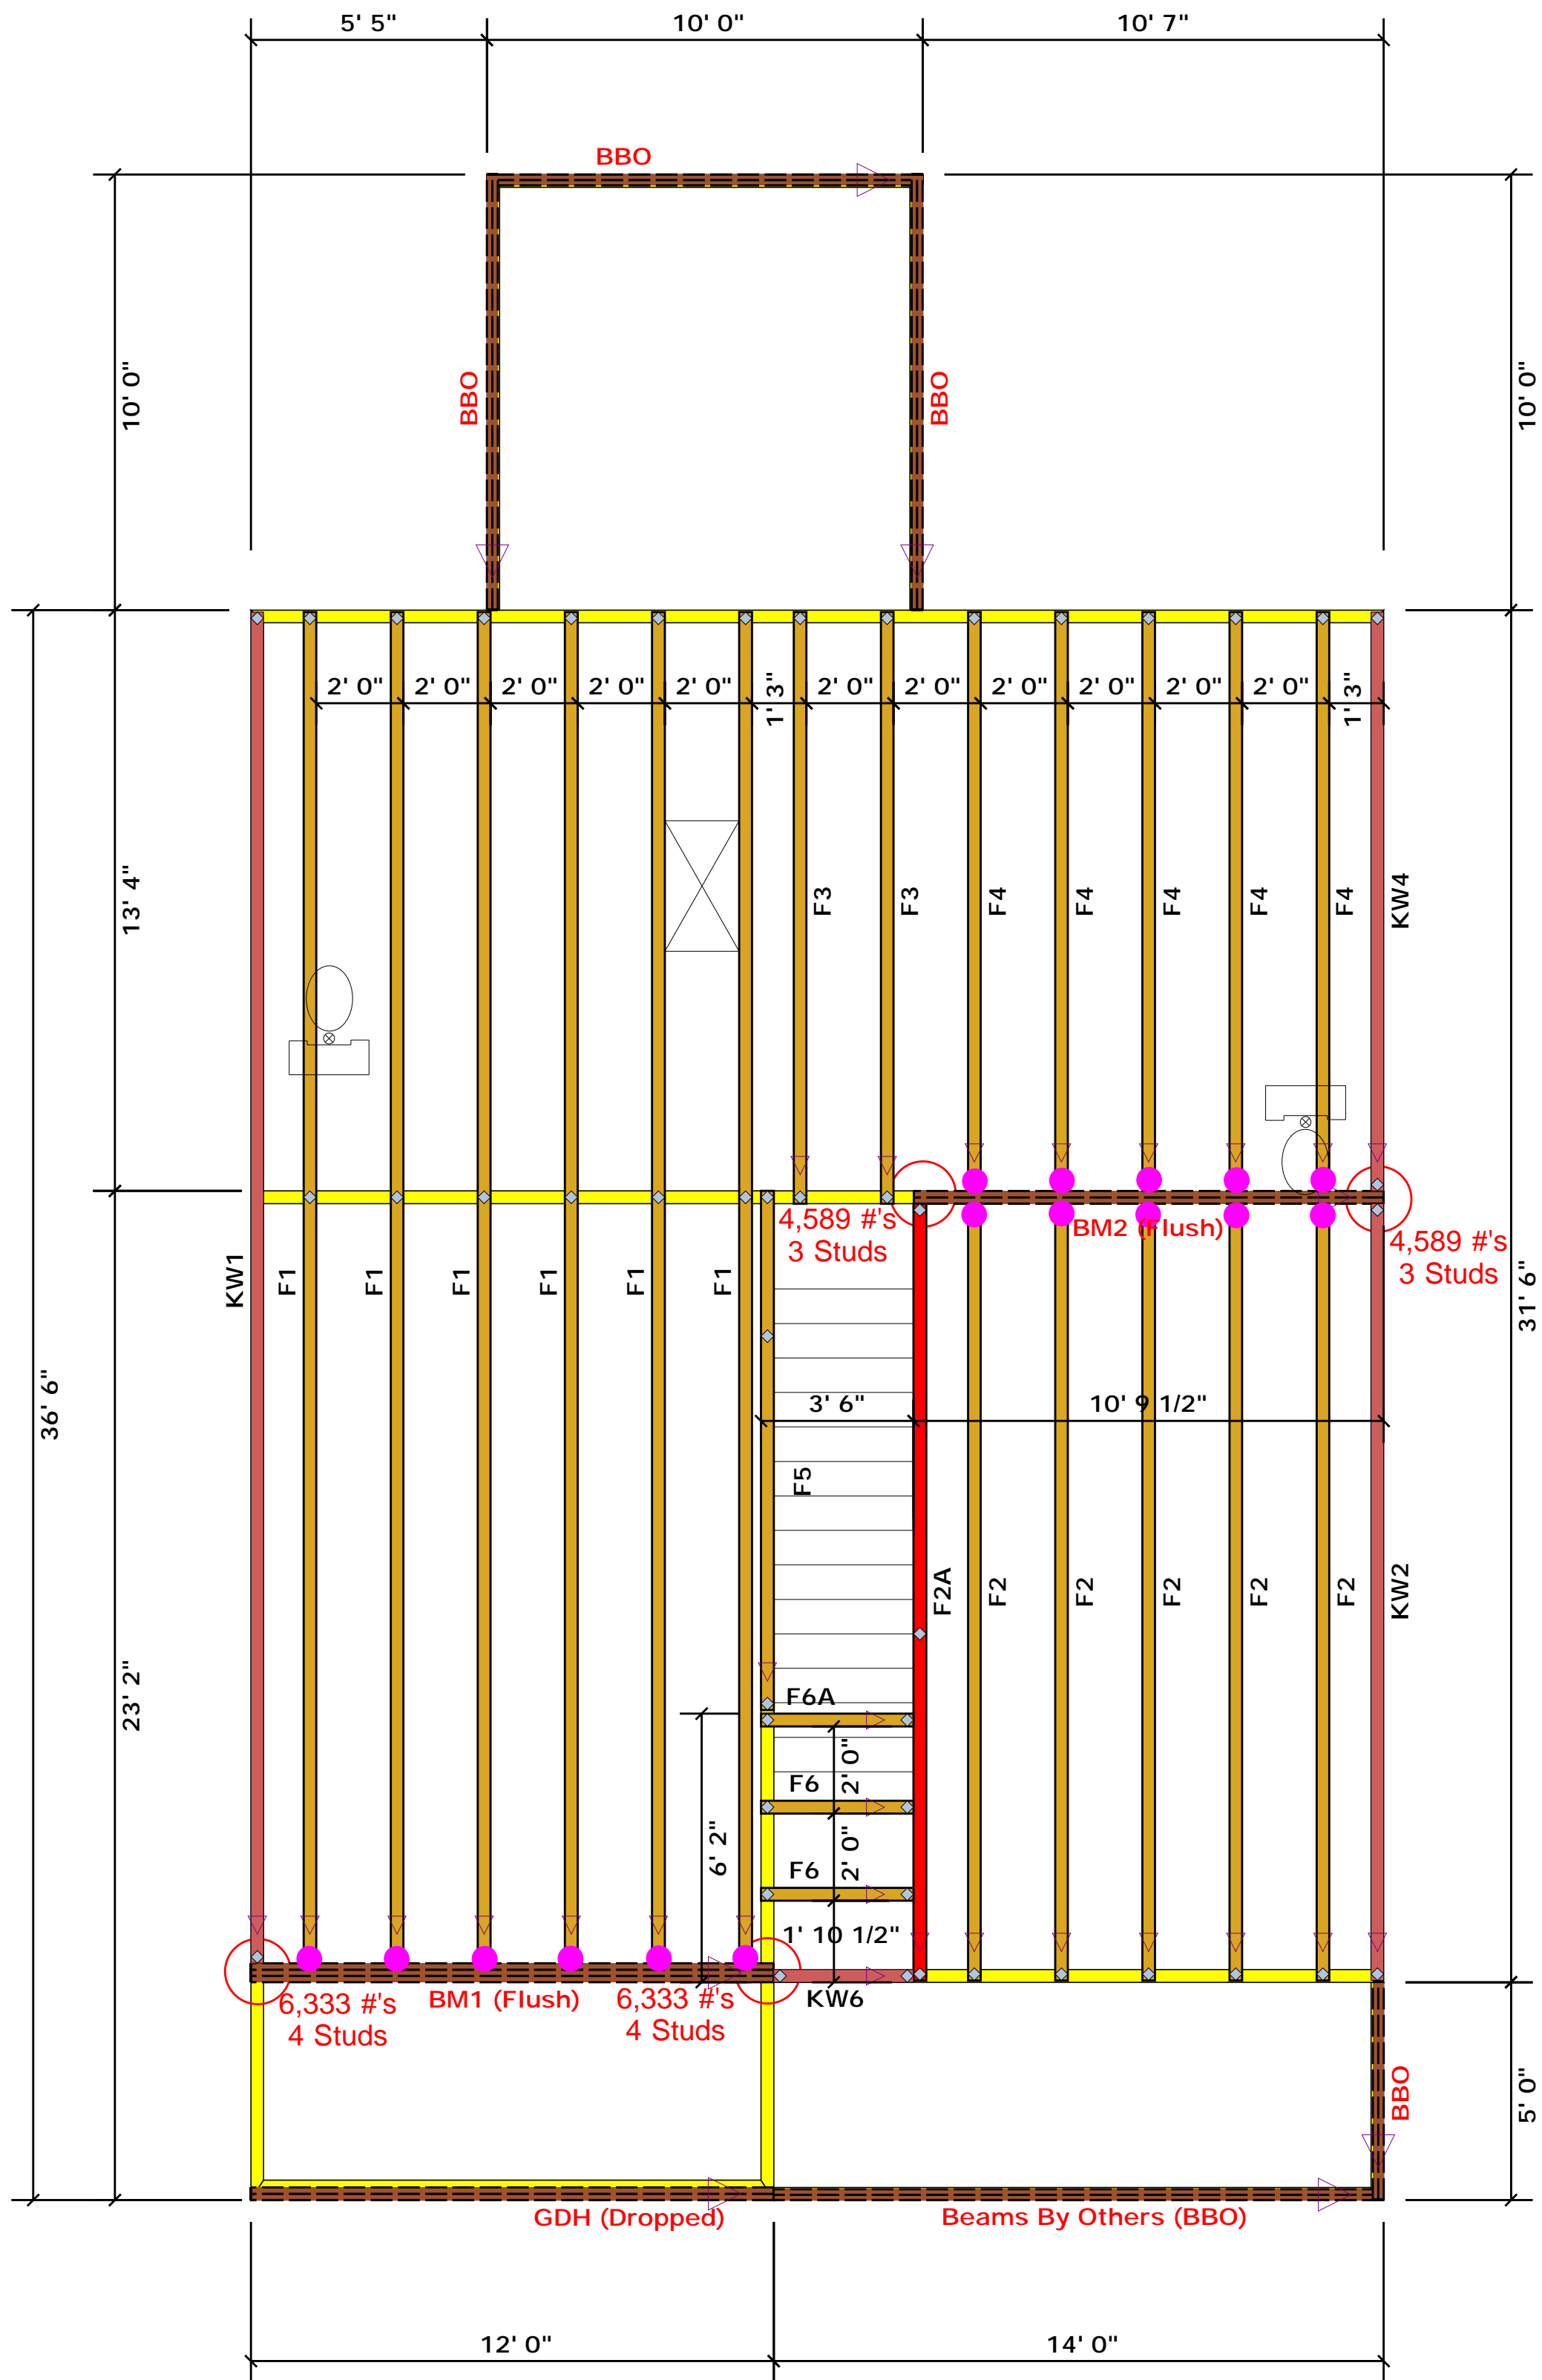 5' 5"
10' 0"
10' 7"
BBO
BBO
BBO
10' 0"
10' 0"
2' 0"
2' 0"
2' 0"
2' 0"
2' 0"
1' 3"
2' 0"
2' 0"
2' 0"
2' 0"
2' 0"
2' 0"
1' 3"
13' 4"
F3
F3
F4
F4
F4
F4
F4
KW4
4,589 #'s
3 Studs
BM2 (Flush)
4,589 #'s
3 Studs
KW1
F1
F1
F1
F1
F1
F1
31' 6"
36' 6"
3' 6"
10' 9 1/2"
F5
F2A
F2
F2
F2
F2
F2
KW2
23' 2"
F6A
2' 0"
F6
6' 2"
2' 0"
F6
1' 10 1/2"
6,333 #'s
4 Studs
BM1 (Flush)
6,333 #'s
4 Studs
KW6
BBO
5' 0"
GDH (Dropped)
Beams By Others (BBO)
12' 0"
14' 0"